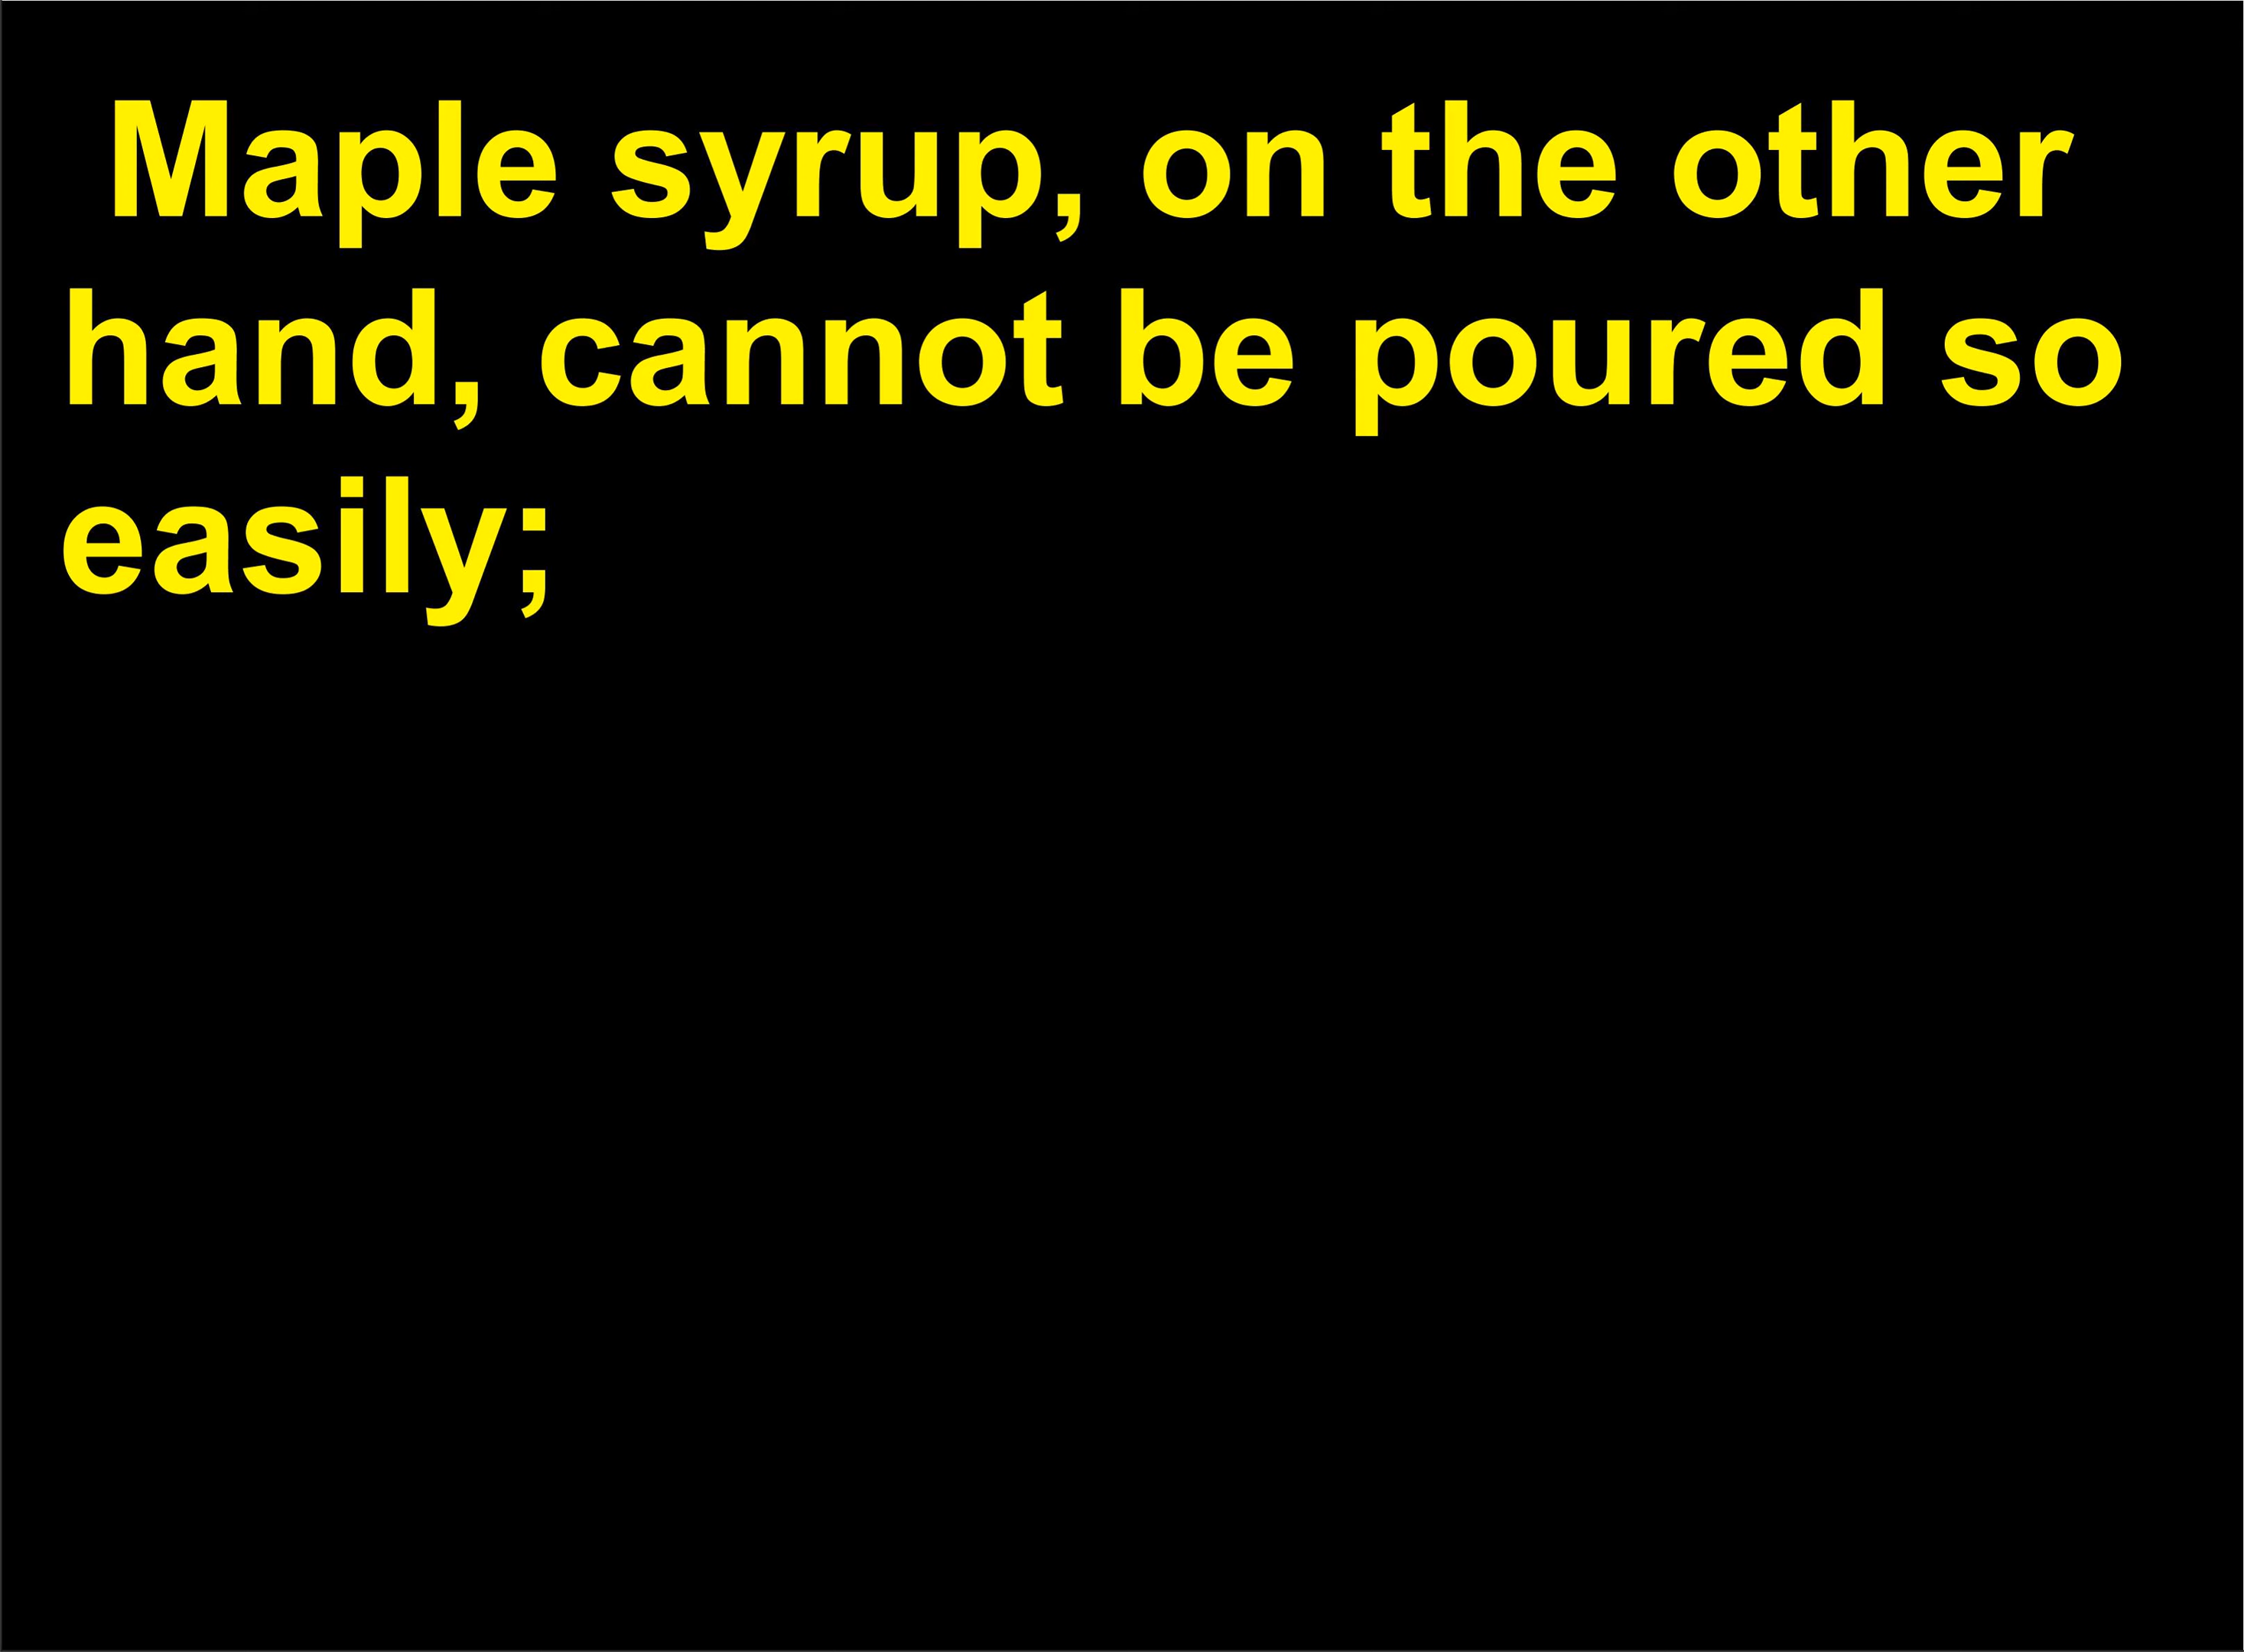 Maple syrup, on the other
hand, cannot be poured so
easily;